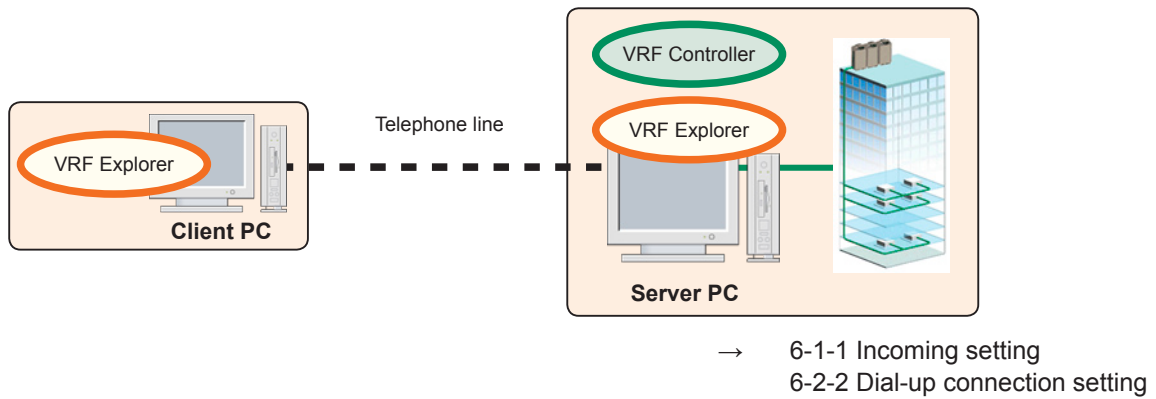 VRF Controller
VRF Explorer
Telephone line
VRF Explorer
Client PC
Server PC
→ 6-1-1 Incoming setting
6-2-2 Dial-up connection setting